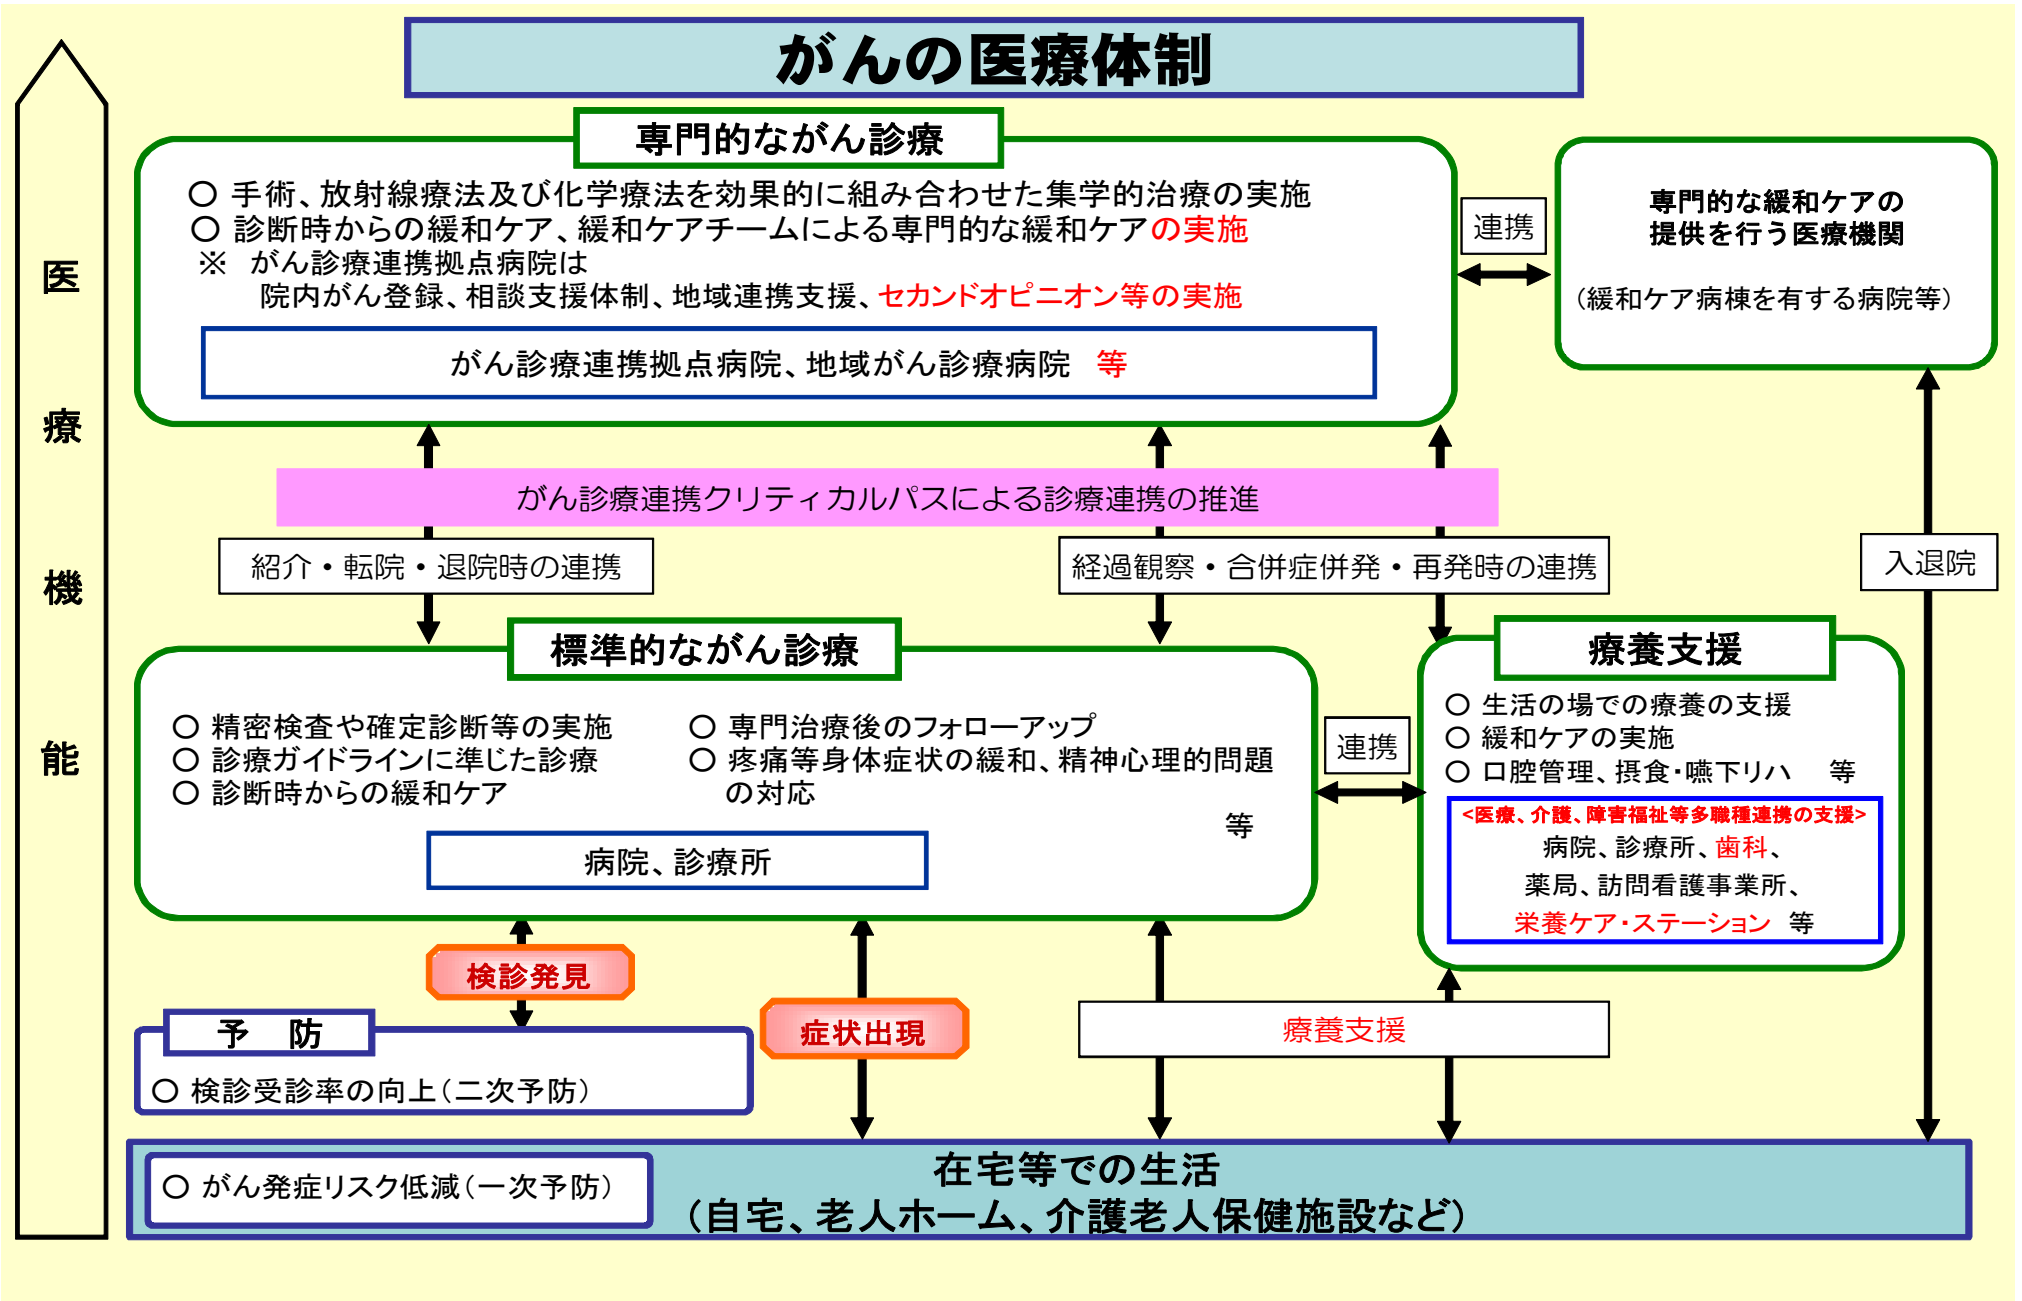 がんの医療体制
医
療
機
能
専門的ながん診療
○ 手術、放射線療法及び化学療法を効果的に組み合わせた集学的治療の実施
○ 診断時からの緩和ケア、緩和ケアチームによる専門的な緩和ケアの実施
※ がん診療連携拠点病院は
院内がん登録、相談支援体制、地域連携支援、セカンドオピニオン等の実施
がん診療連携拠点病院、地域がん診療病院 等
連携
専門的な緩和ケアの
提供を行う医療機関
（緩和ケア病棟を有する病院等）
がん診療連携クリティカルパスによる診療連携の推進
紹介・転院・退院時の連携
経過観察・合併症併発・再発時の連携
入退院
標準的ながん診療
○ 精密検査や確定診断等の実施
○ 診療ガイドラインに準じた診療
○ 診断時からの緩和ケア
○ 専門治療後のフォローアップ
○ 疼痛等身体症状の緩和、精神心理的問題
の対応
等
病院、診療所
連携
療養支援
○ 生活の場での療養の支援
○ 緩和ケアの実施
○ 口腔管理、摂食・嚥下リハ 等
<医療、介護、障害福祉等多職種連携の支援>
病院、診療所、歯科、
薬局、訪問看護事業所、
栄養ケア・ステーション 等
検診発見
症状出現
療養支援
予 防
○ 検診受診率の向上（二次予防）
○ がん発症リスク低減（一次予防）
在宅等での生活
（自宅、老人ホーム、介護老人保健施設など）